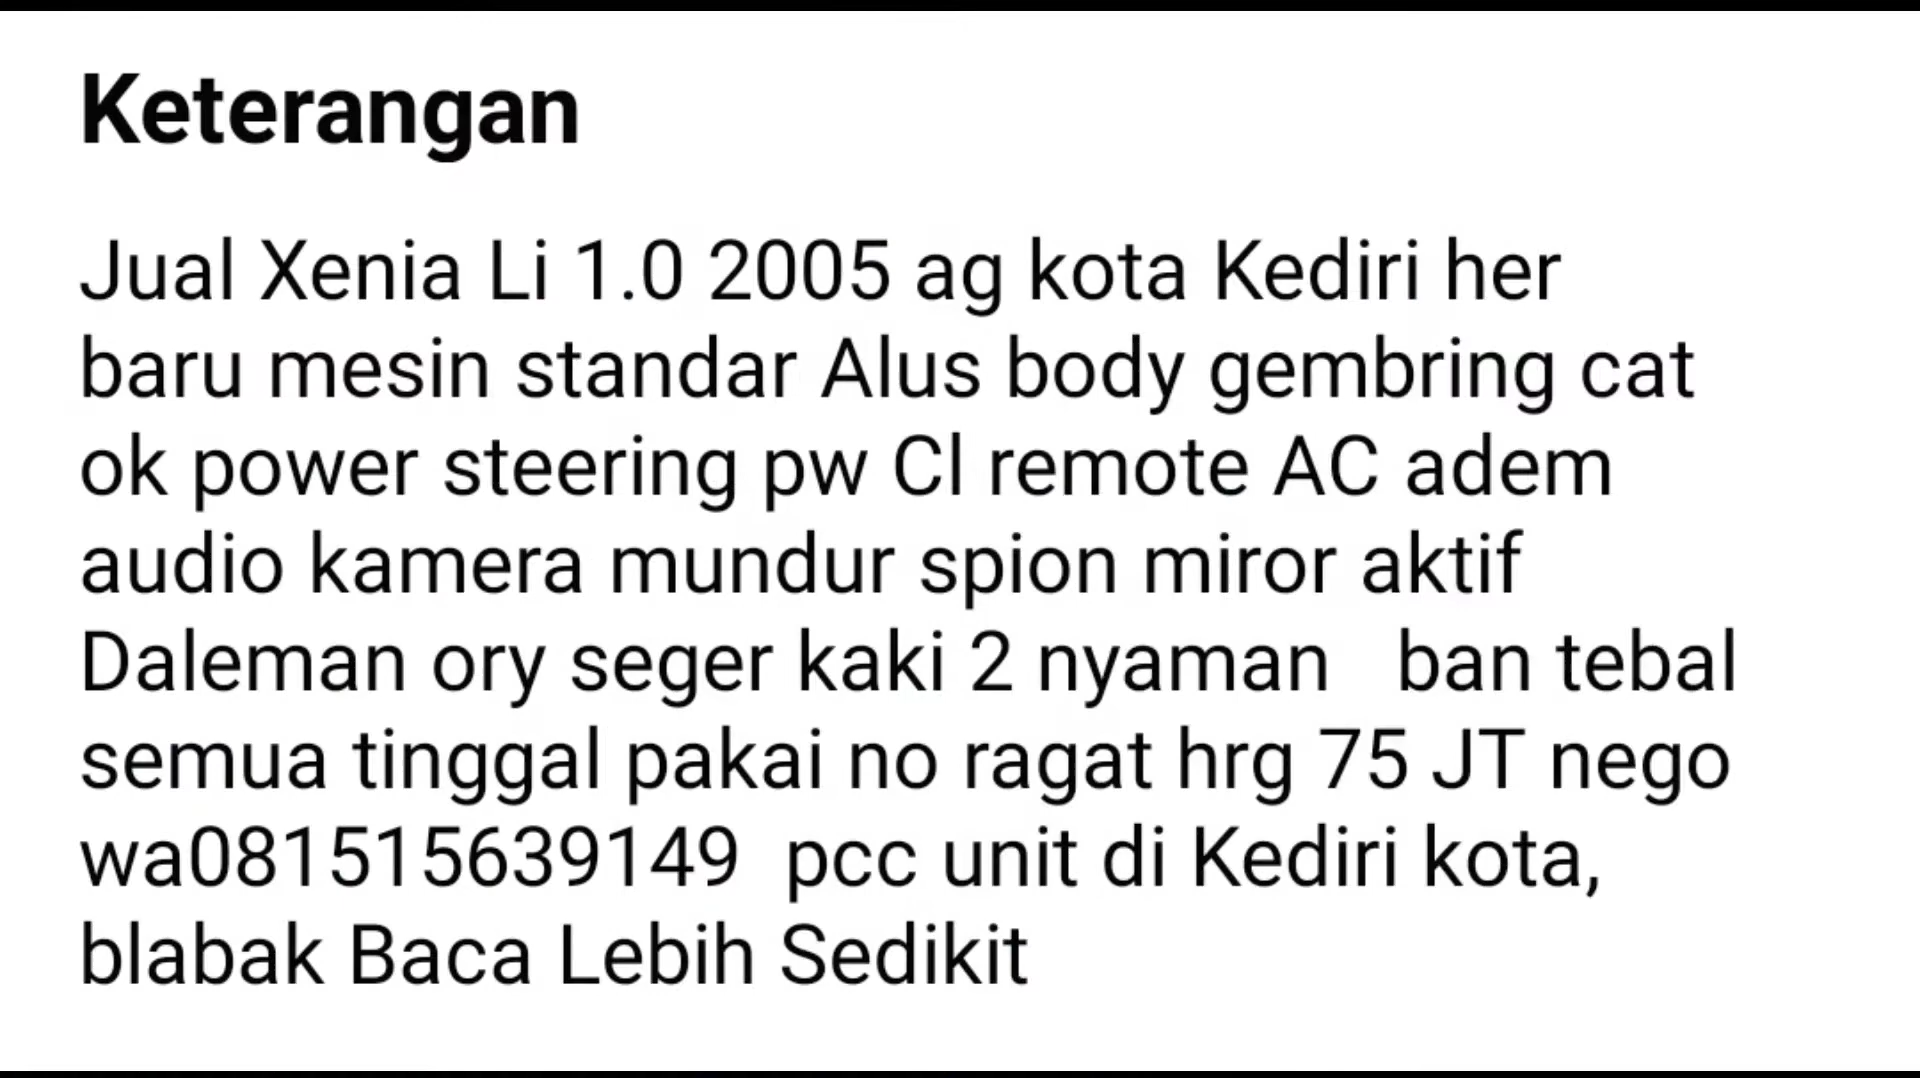 Keterangan
Jual Xenia Li 1.0 2005 ag kota Kediri her
baru mesin standar Alus body gembring cat
ok power steering pw Cl remote AC adem
audio kamera mundur spion miror aktif
Daleman ory seger kaki 2 nyaman   ban tebal
semua tinggal pakai no ragat hrg 75 JT nego
wa081515639149  pcc unit di Kediri kota,
blabak Baca Lebih Sedikit